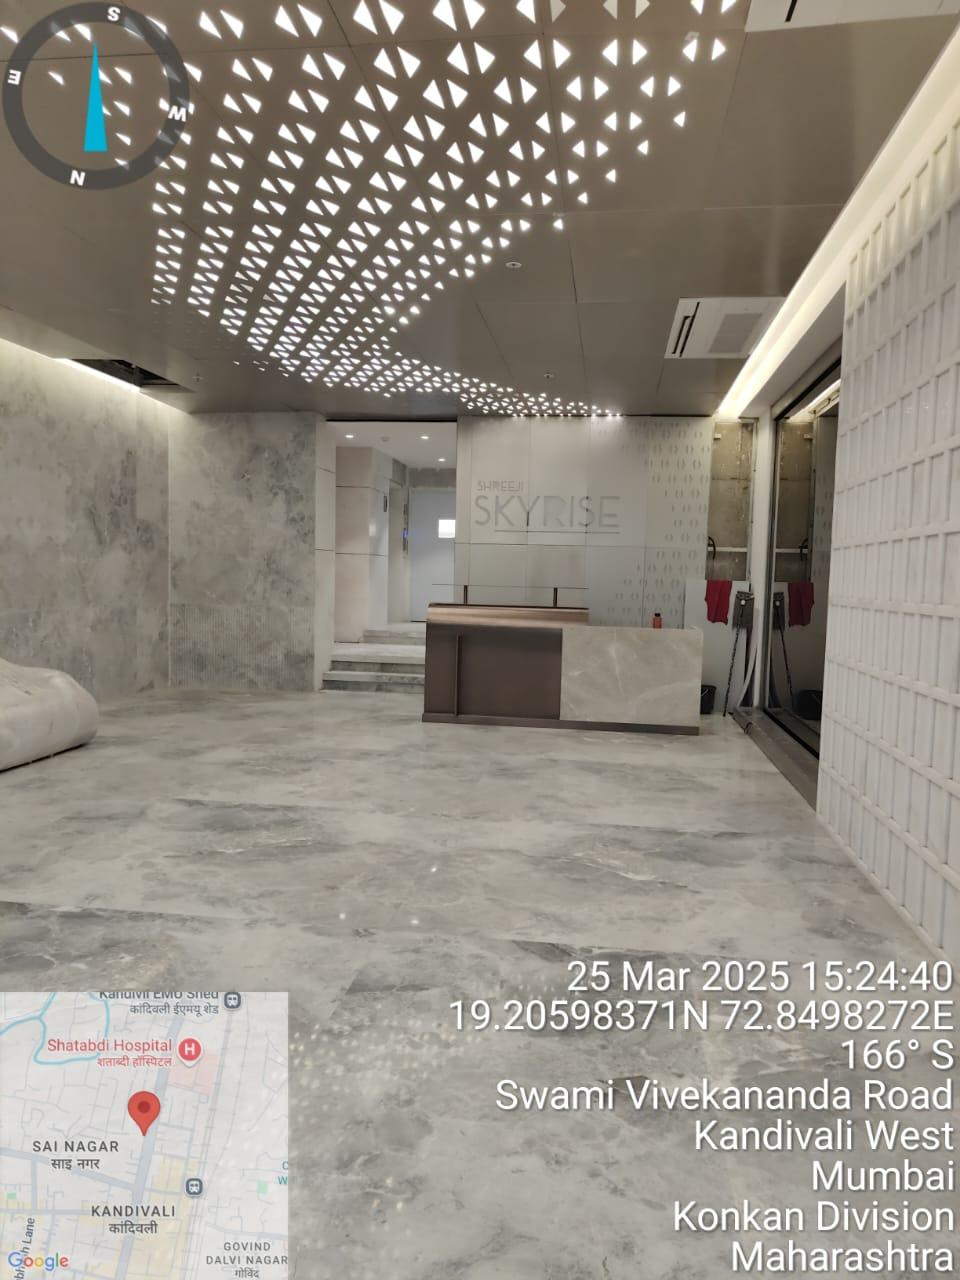 S
E
W
N
SHREEJI
SKYRISE
25 Mar 2025 15:24:40
19.20598371N 72.8498272E
166° S
Swami Vivekananda Road
Kandivali West
Mumbai
Konkan Division
Maharashtra
Kandivli EMU Shed
कांदिवली ईएमयू शेड
Shatabdi Hospital
H
शताब्दी हॉस्पिटल
SAI NAGAR
साइ नगर
KANDIVALI
कांदिवली
GOVIND
DALVI NAGAR
गोविंद
Lane
Google